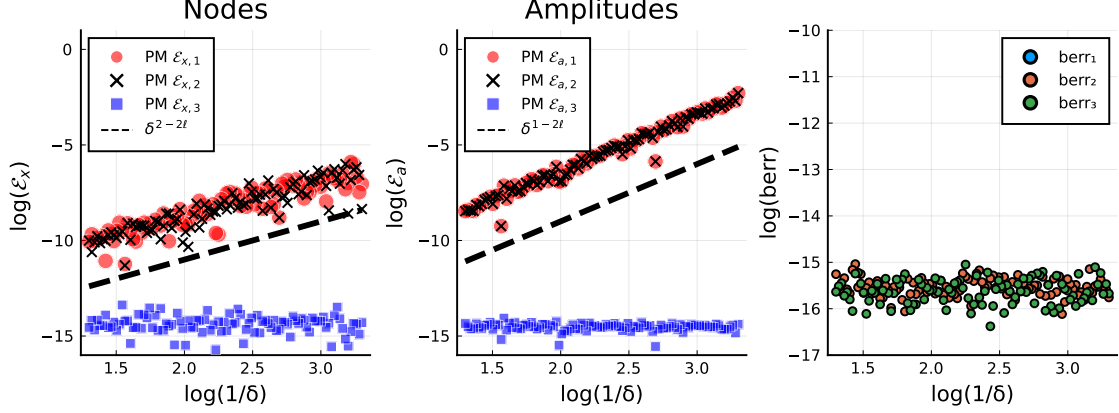 Nodes
0
−5
−10
−15
log(ℰₓ)
PM ℰx,1
PM ℰx,2
PM ℰx,3
δ²⁻²ℓ
1.5 2.0 2.5 3.0
log(1/δ)
Amplitudes
0
−5
−10
−15
log(ℰₐ)
PM ℰa,1
PM ℰa,2
PM ℰa,3
δ¹⁻²ℓ
1.5 2.0 2.5 3.0
log(1/δ)
−10
−11
−12
−13
−14
−15
−16
−17
log(berr)
berr₁
berr₂
berr₃
1.5 2.0 2.5 3.0
log(1/δ)